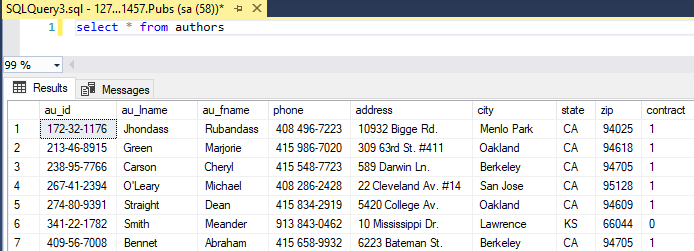 SQLQuery3.sql - 127...1457.Pubs (sa (58))*
1 select * from authors
99 %
Results Messages
au_id au_lname au_fname phone address city state zip contract
1 172-32-1176 Jhondass Rubandass 408 496-7223 10932 Bigge Rd. Menlo Park CA 94025 1
2 213-46-8915 Green Marjorie 415 986-7020 309 63rd St. #411 Oakland CA 94618 1
3 238-95-7766 Carson Cheryl 415 548-7723 589 Darwin Ln. Berkeley CA 94705 1
4 267-41-2394 O'Leary Michael 408 286-2428 22 Cleveland Av. #14 San Jose CA 95128 1
5 274-80-9391 Straight Dean 415 834-2919 5420 College Av. Oakland CA 94609 1
6 341-22-1782 Smith Meander 913 843-0462 10 Mississippi Dr. Lawrence KS 66044 0
7 409-56-7008 Bennet Abraham 415 658-9932 6223 Bateman St. Berkeley CA 94705 1